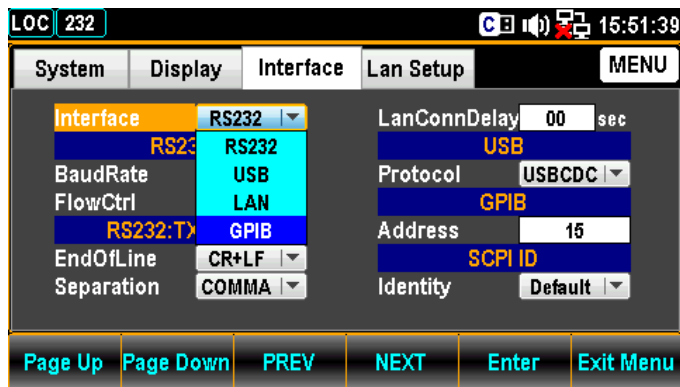 LOC 232 C 15:51:39
System Display Interface Lan Setup MENU
Interface RS232 LanConnDelay 00 sec
RS232 USB
BaudRate USB Protocol USBCDC
FlowCtrl LAN GPIB
RS232:TX GPIB Address 15
EndOfLine CR+LF SCPI ID
Separation COMMA Identity Default
Page Up Page Down PREV NEXT Enter Exit Menu